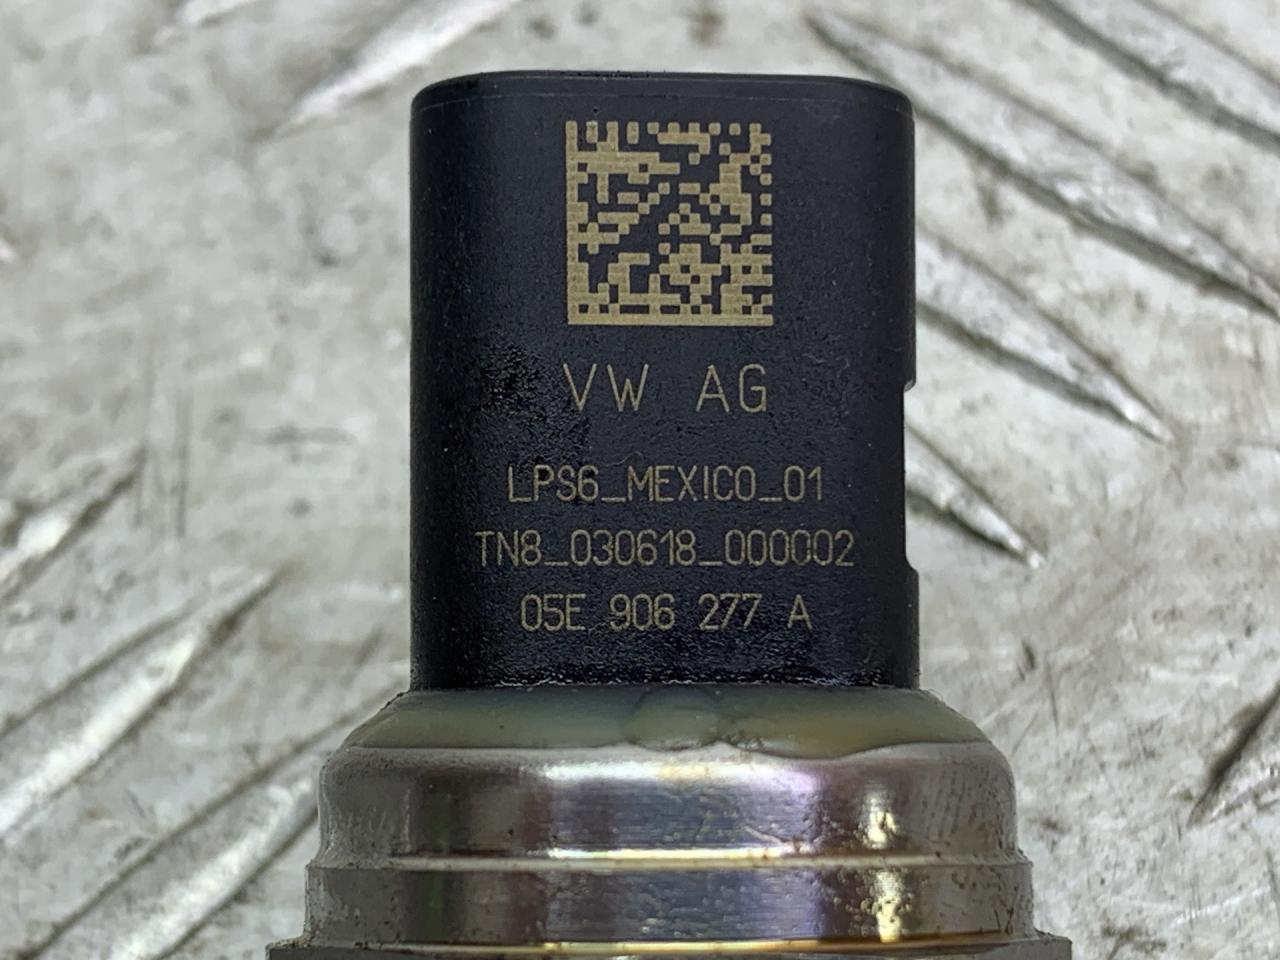 VW AG
LPS6_MEXICO_01
TN8_030618_000002
05E 906 277 A